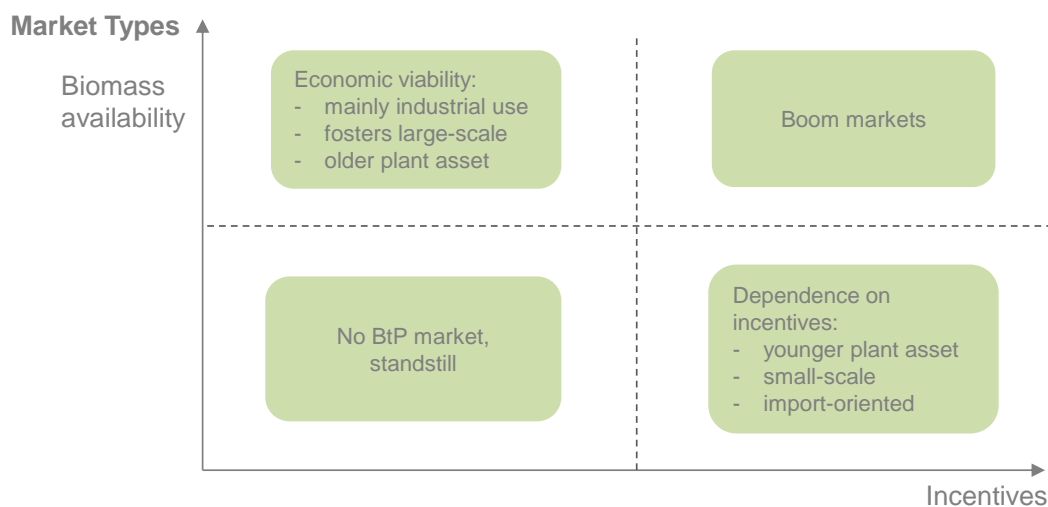 Market Types
Biomass
availability
Economic viability:
- mainly industrial use
- fosters large-scale
- older plant asset
Boom markets
No BtP market,
standstill
Dependence on
incentives:
- younger plant asset
- small-scale
- import-oriented
Incentives